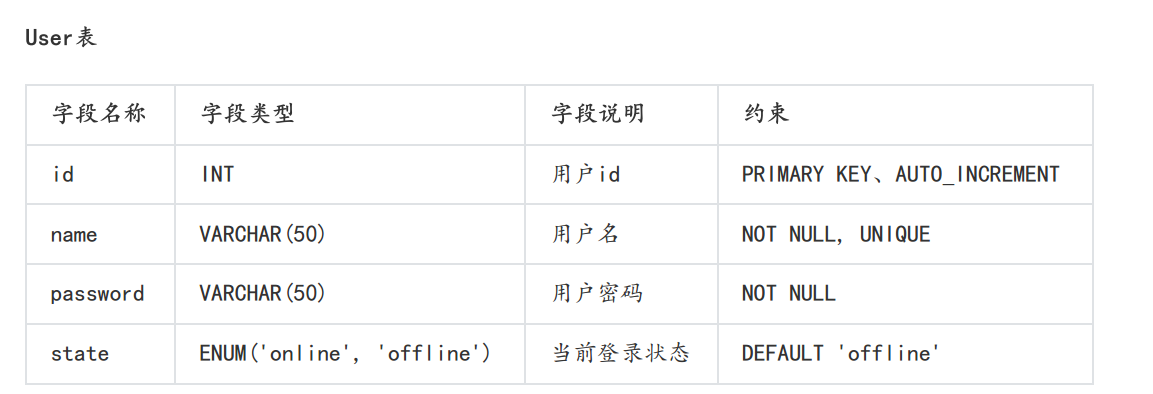 User表
字段名称 字段类型 字段说明 约束
id INT 用户id PRIMARY KEY、AUTO_INCREMENT
name VARCHAR(50) 用户名 NOT NULL, UNIQUE
password VARCHAR(50) 用户密码 NOT NULL
state ENUM('online', 'offline') 当前登录状态 DEFAULT 'offline'